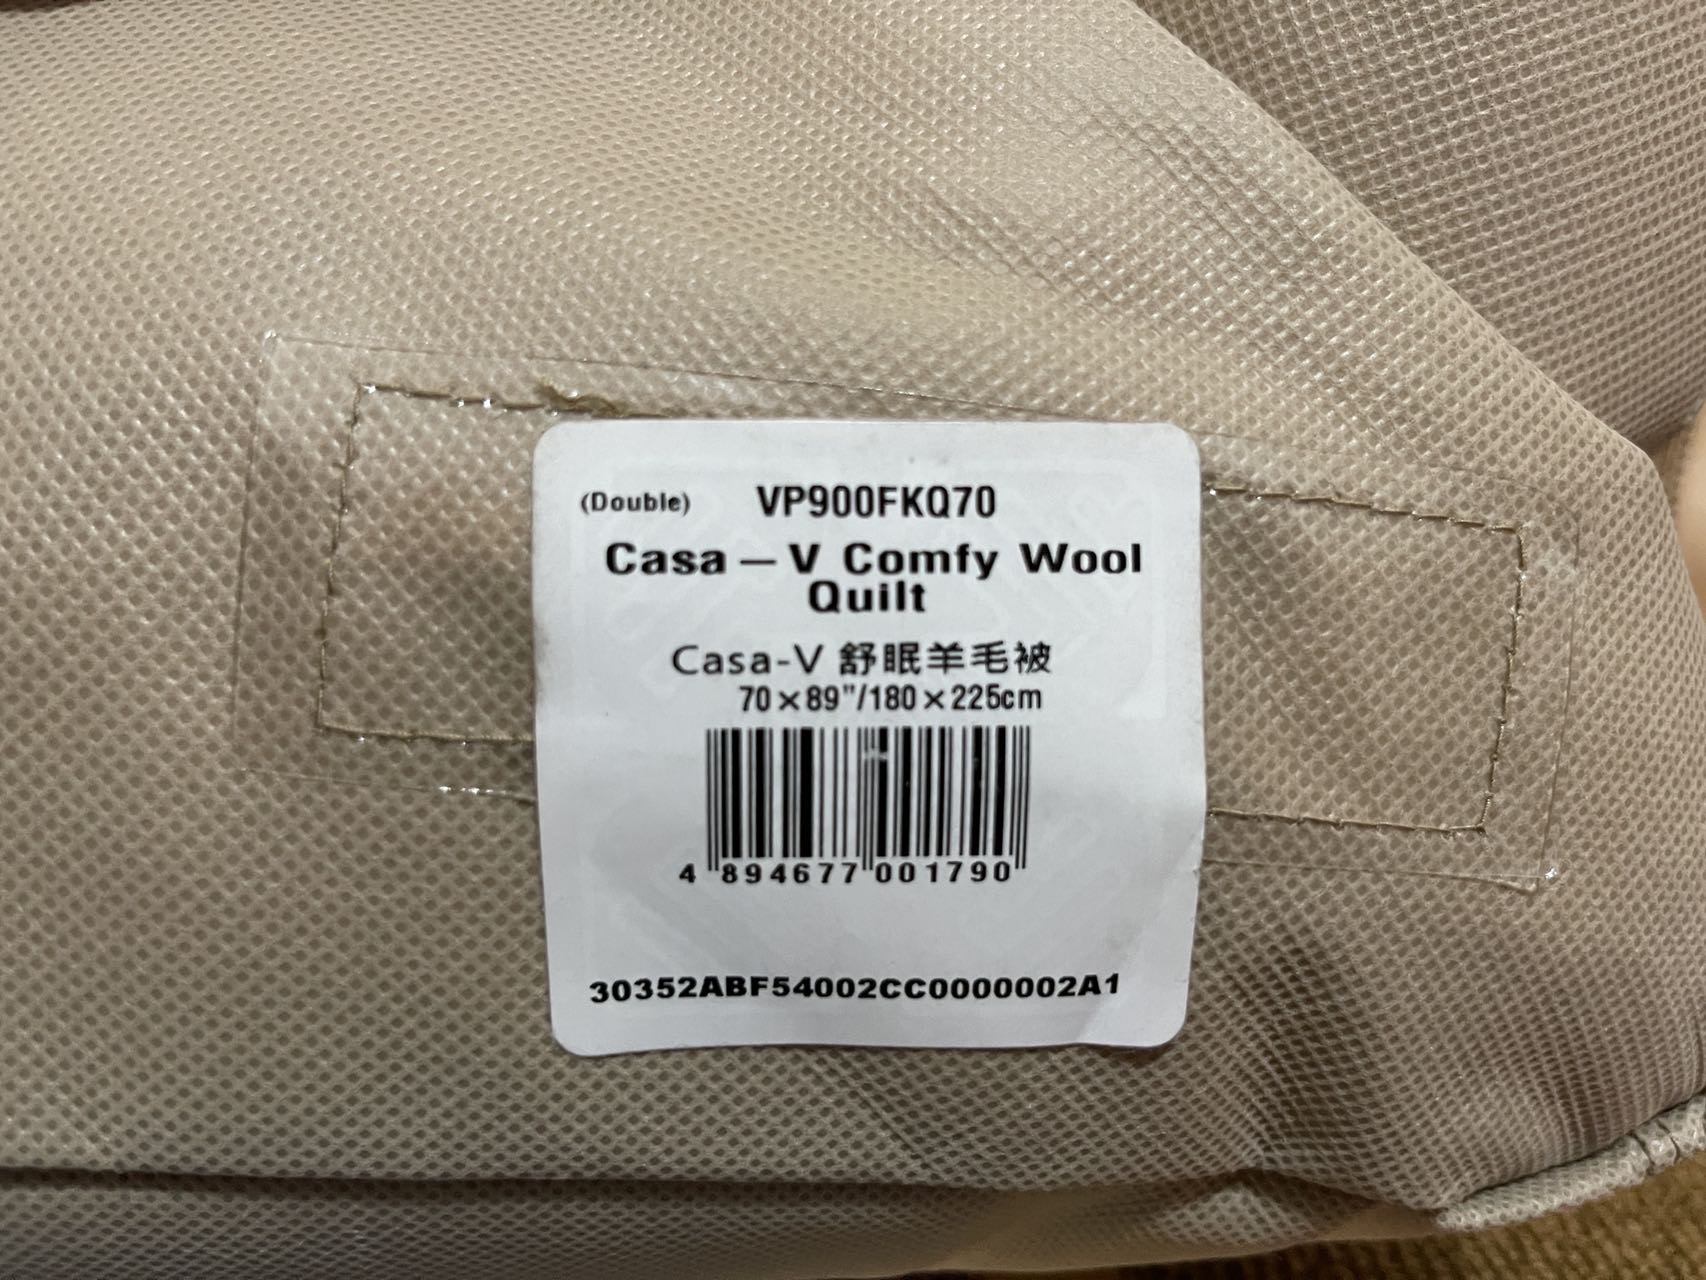 (Double) VP900FKQ70
Casa – V Comfy Wool
Quilt
Casa-V 舒眠羊毛被
70×89"/180×225cm
4 894677 001790
30352ABF54002CC0000002A1